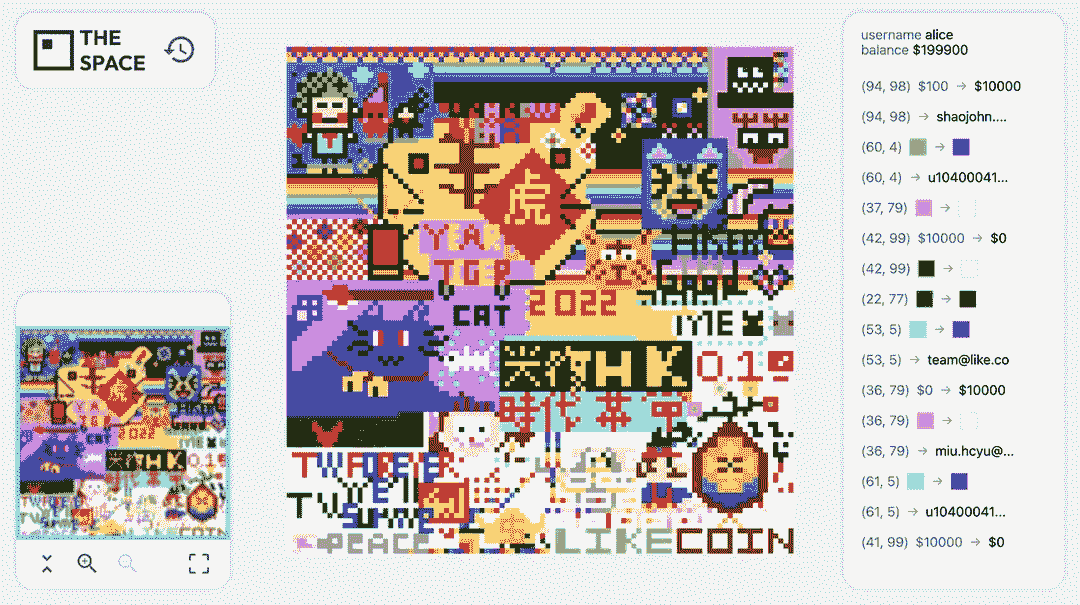 THE
SPACE
虎
YEAR
TIGER
2022
CAT
TIME
0.1
時代革命
TW
PEACE
LIKECOIN
username alice
balance $199900
(94, 98) $100 → $10000
(94, 98) → shaojohn....
(60, 4) →
(60, 4) → u10400041...
(37, 79) →
(42, 99) $10000 → $0
(42, 99) →
(22, 77) →
(53, 5) →
(53, 5) → team@like.co
(36, 79) $0 → $10000
(36, 79) →
(36, 79) → miu.hcyu@...
(61, 5) →
(61, 5) → u10400041...
(41, 99) $10000 → $0